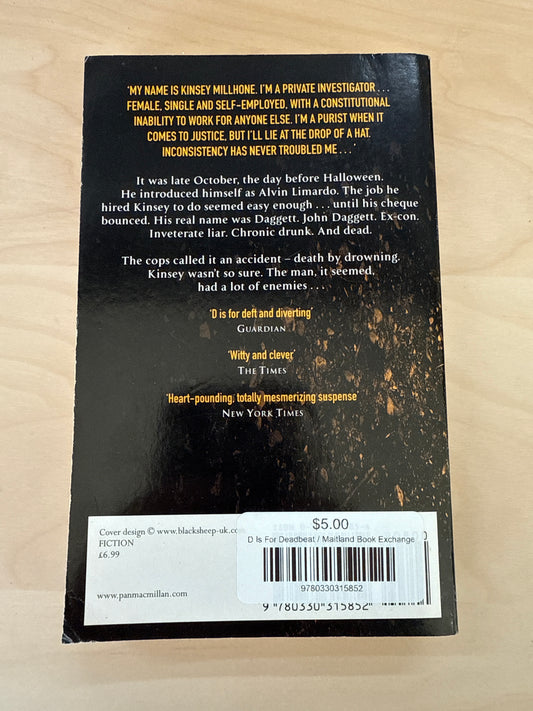 'MY NAME IS KINSEY MILLHONE. I'M A PRIVATE INVESTIGATOR . . .
FEMALE, SINGLE AND SELF-EMPLOYED, WITH A CONSTITUTIONAL
INABILITY TO WORK FOR ANYONE ELSE. I'M A PURIST WHEN IT
COMES TO JUSTICE, BUT I'LL LIE AT THE DROP OF A HAT.
INCONSISTENCY HAS NEVER TROUBLED ME . . .'
It was late October, the day before Halloween.
He introduced himself as Alvin Limardo. The job he
hired Kinsey to do seemed easy enough . . . until his cheque
bounced. His real name was Daggett. John Daggett. Ex-con.
Inveterate liar. Chronic drunk. And dead.
The cops called it an accident – death by drowning.
Kinsey wasn't so sure. The man, it seemed,
had a lot of enemies . . .
'D is for deft and diverting'
GUARDIAN
'Witty and clever'
THE TIMES
'Heart-pounding, totally mesmerizing suspense'
NEW YORK TIMES
Cover design © www.blacksheep-uk.com
FICTION
£6.99
www.panmacmillan.com
$5.00
D Is For Deadbeat / Maitland Book Exchange
9780330315852
9 780330 315852